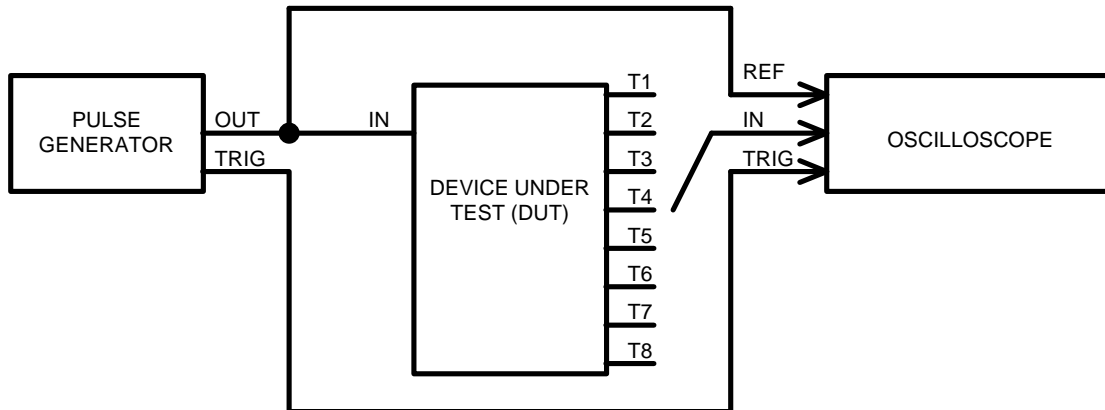 PULSE
GENERATOR
OUT
TRIG
IN
DEVICE UNDER
TEST (DUT)
T1
T2
T3
T4
T5
T6
T7
T8
REF
IN
TRIG
OSCILLOSCOPE